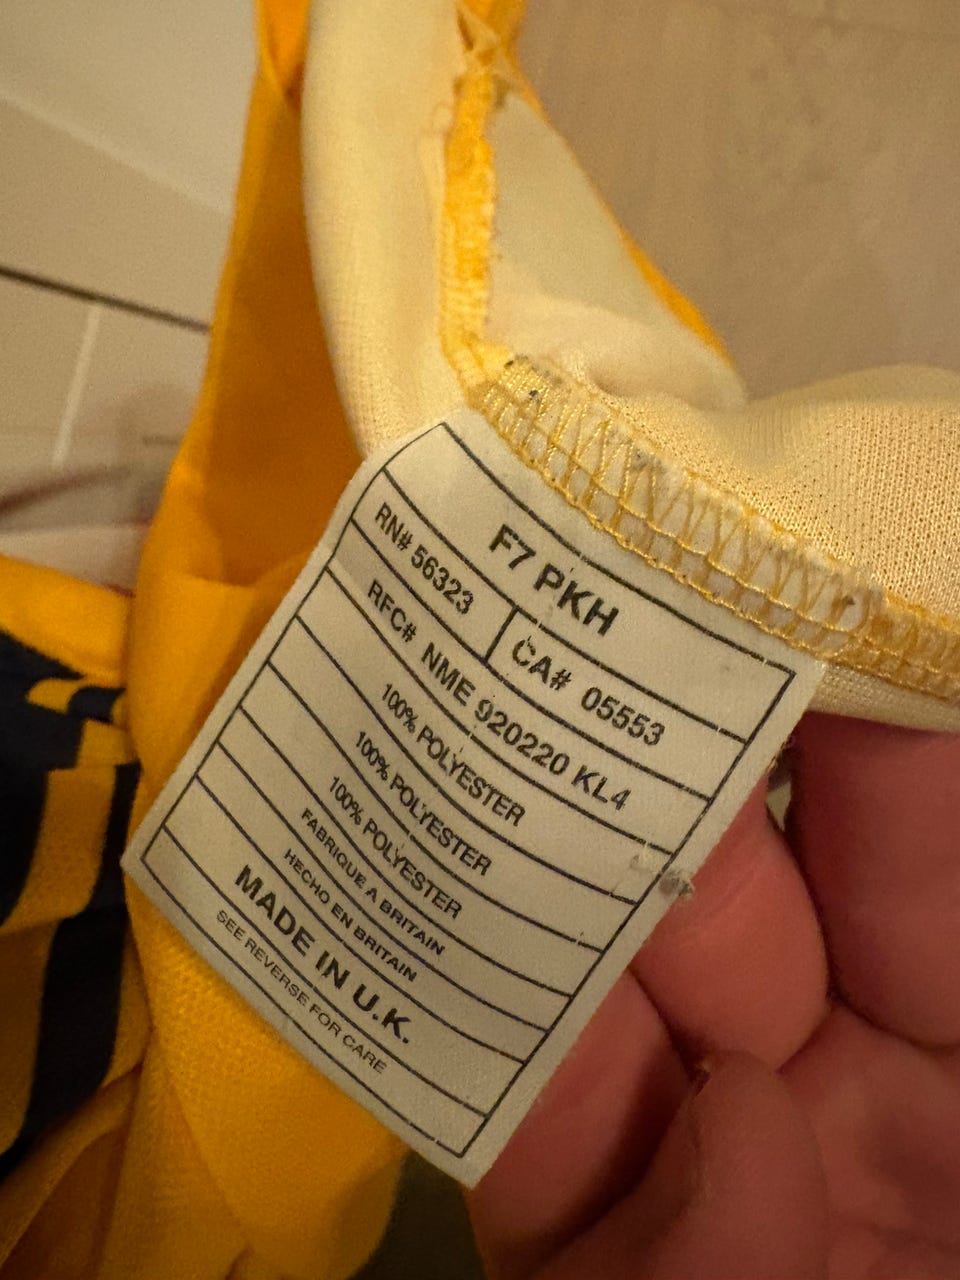 F7 PKH
RN# 56323
CA# 05553
RFC# NME 920220 KL4
100% POLYESTER
100% POLYESTER
100% POLYESTER
FABRIQUE A BRITAIN
HECHO EN BRITAIN
MADE IN U.K.
SEE REVERSE FOR CARE